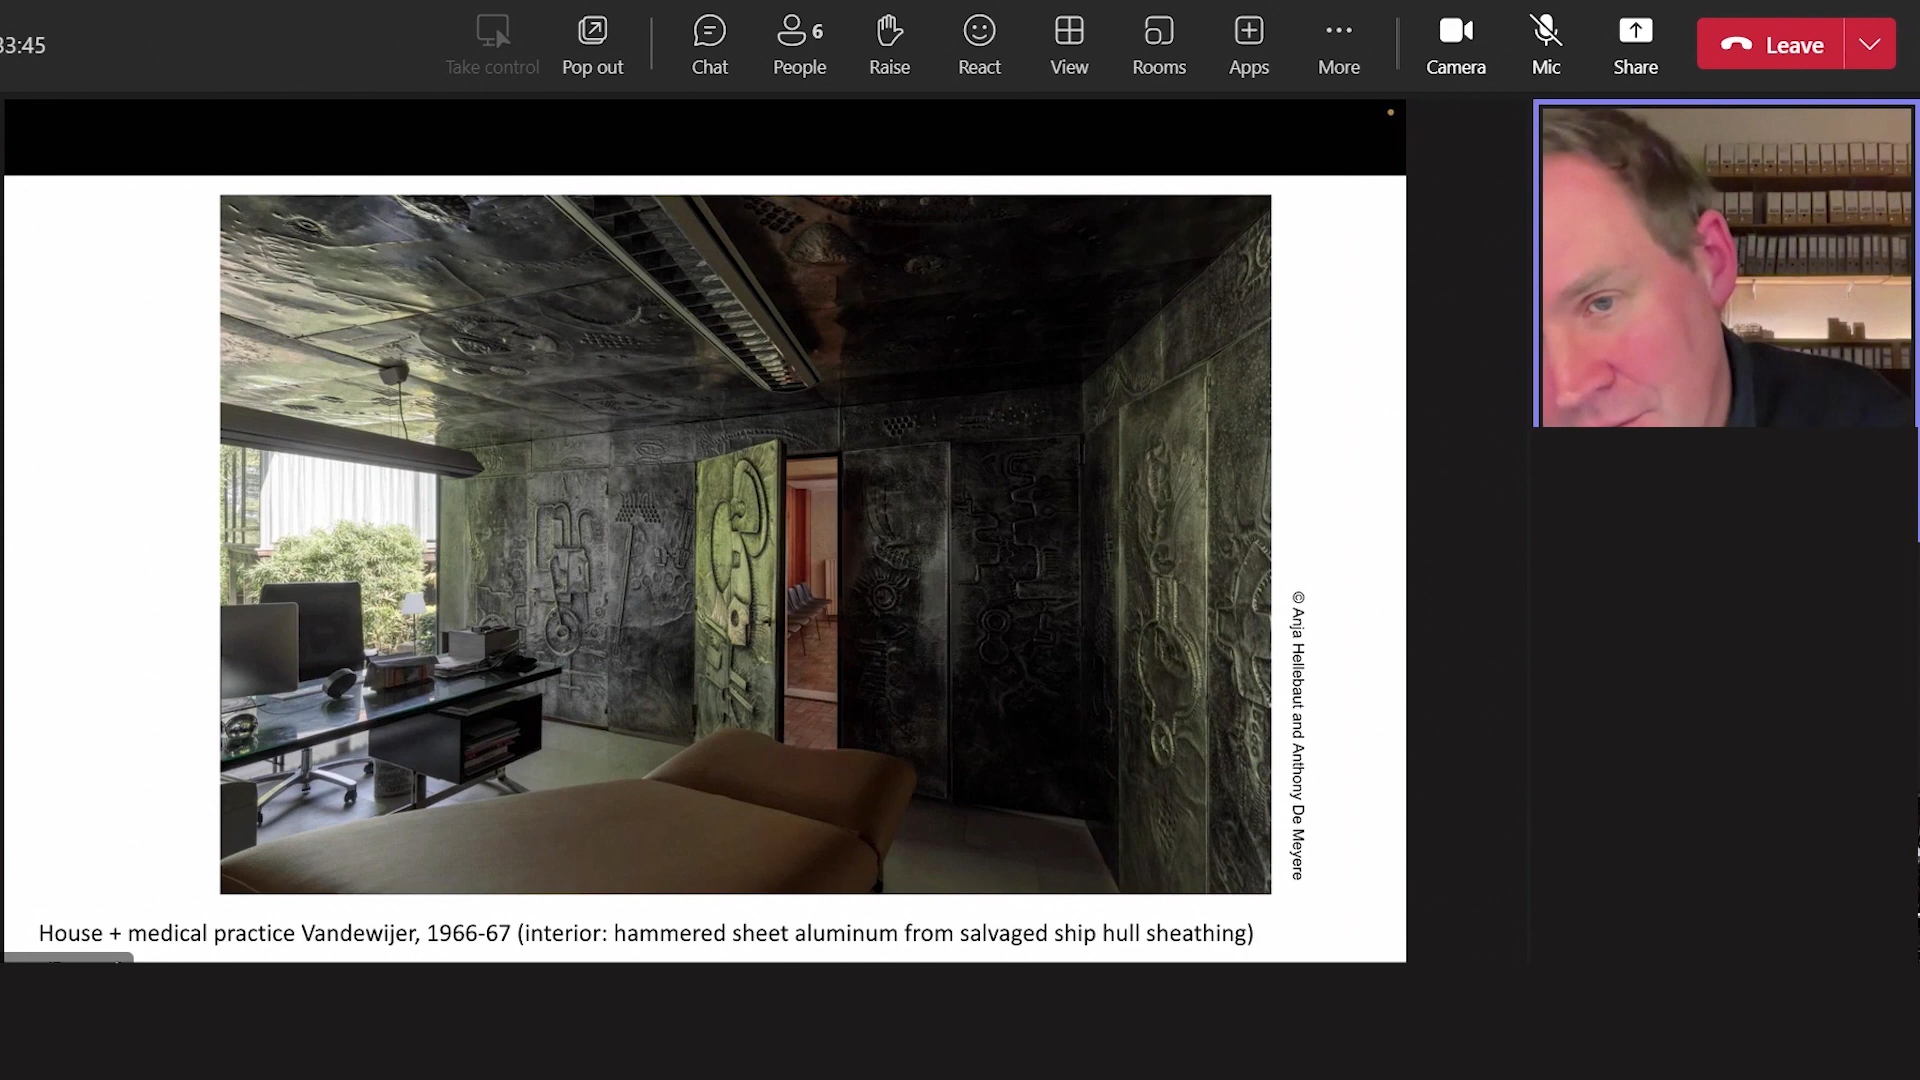 33:45
Take control
Pop out
Chat
People
6
Raise
React
View
Rooms
Apps
More
Camera
Mic
Share
Leave
© Anja Hellebaut and Anthony De Meyere
House + medical practice Vandewijer, 1966-67 (interior: hammered sheet aluminum from salvaged ship hull sheathing)